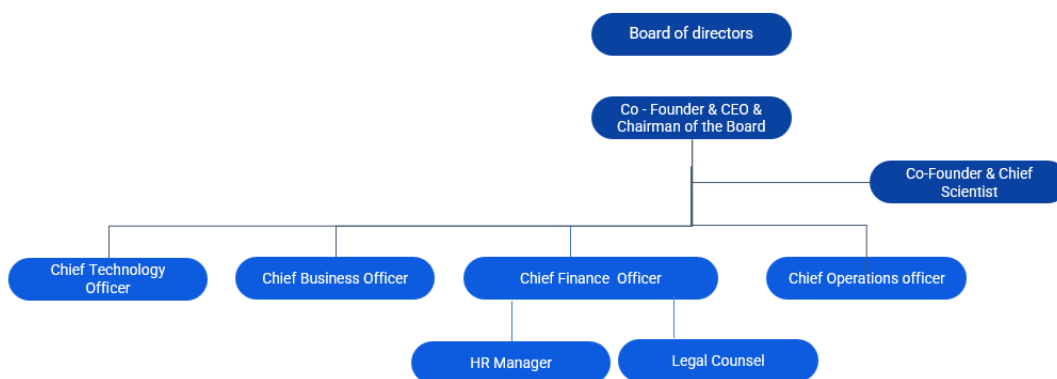 Board of directors
Co - Founder & CEO &
Chairman of the Board
Co-Founder & Chief
Scientist
Chief Technology
Officer
Chief Business Officer
Chief Finance  Officer
Chief Operations officer
HR Manager
Legal Counsel